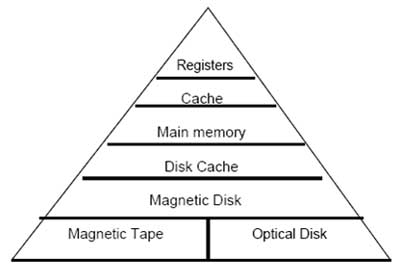 Registers
Cache
Main memory
Disk Cache
Magnetic Disk
Magnetic Tape
Optical Disk